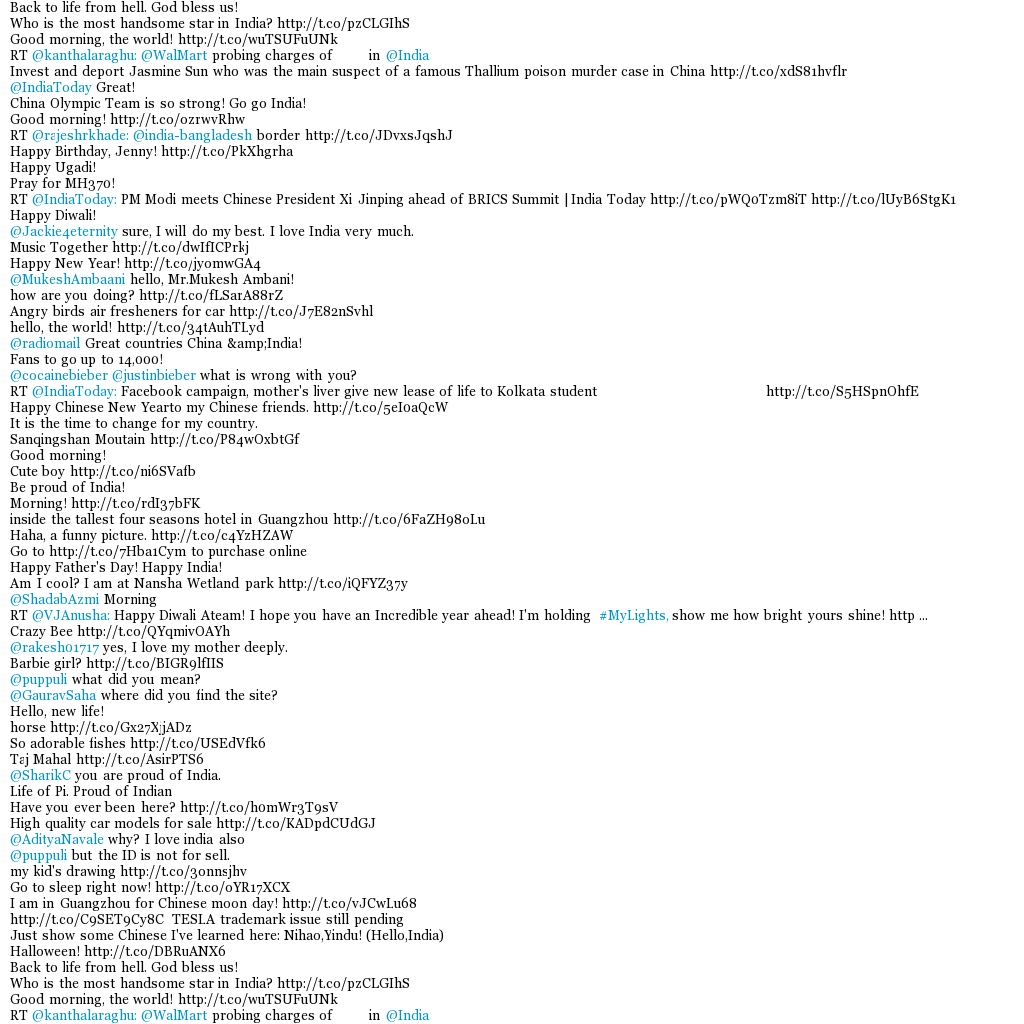 Back to life from hell. God bless us!
Who is the most handsome star in India? http://t.co/pzCLGIhS
Good morning, the world! http://t.co/wuTSUFuUNk
RT @kanthalaraghu: @WalMart probing charges of in @India
Invest and deport Jasmine Sun who was the main suspect of a famous Thallium poison murder case in China http://t.co/xdS81hvflr
@IndiaToday Great!
China Olympic Team is so strong! Go go India!
Good morning! http://t.co/ozrwvRhw
RT @rajeshrkhade: @india-bangladesh border http://t.co/JDvxsJqshJ
Happy Birthday, Jenny! http://t.co/PkXhgrha
Happy Ugadi!
Pray for MH370!
RT @IndiaToday: PM Modi meets Chinese President Xi Jinping ahead of BRICS Summit |India Today http://t.co/pWQ0Tzm8iT http://t.co/lUyB6StgK1
Happy Diwali!
@Jackie4eternity sure, I will do my best. I love India very much.
Music Together http://t.co/dwIfICPrkj
Happy New Year! http://t.co/jyomwGA4
@MukeshAmbaani hello, Mr.Mukesh Ambani!
how are you doing? http://t.co/fLSarA88rZ
Angry birds air fresheners for car http://t.co/J7E82nSvhl
hello, the world! http://t.co/34tAuhTLyd
@radiomail Great countries China &amp;India!
Fans to go up to 14,000!
@cocainebieber @justinbieber what is wrong with you?
RT @IndiaToday: Facebook campaign, mother's liver give new lease of life to Kolkata student http://t.co/S5HSpnOhfE
Happy Chinese New Yearto my Chinese friends. http://t.co/5eI0aQcW
It is the time to change for my country.
Sanqingshan Moutain http://t.co/P84wOxbtGf
Good morning!
Cute boy http://t.co/ni6SVafb
Be proud of India!
Morning! http://t.co/rdI37bFK
inside the tallest four seasons hotel in Guangzhou http://t.co/6FaZH980Lu
Haha, a funny picture. http://t.co/c4YzHZAW
Go to http://t.co/7Hba1Cym to purchase online
Happy Father's Day! Happy India!
Am I cool? I am at Nansha Wetland park http://t.co/iQFYZ37y
@ShadabAzmi Morning
RT @VJAnusha: Happy Diwali Ateam! I hope you have an Incredible year ahead! I'm holding #MyLights, show me how bright yours shine! http ...
Crazy Bee http://t.co/QYqmivOAYh
@rakesh01717 yes, I love my mother deeply.
Barbie girl? http://t.co/BIGR9lfIIS
@puppuli what did you mean?
@GauravSaha where did you find the site?
Hello, new life!
horse http://t.co/Gx27XjjADz
So adorable fishes http://t.co/USEdVfk6
Taj Mahal http://t.co/AsirPTS6
@SharikC you are proud of India.
Life of Pi. Proud of Indian
Have you ever been here? http://t.co/h0mWr3T9sV
High quality car models for sale http://t.co/KADpdCUdGJ
@AdityaNavale why? I love india also
@puppuli but the ID is not for sell.
my kid's drawing http://t.co/3onnsjhv
Go to sleep right now! http://t.co/0YR17XCX
I am in Guangzhou for Chinese moon day! http://t.co/vJCwLu68
http://t.co/C9SET9Cy8C TESLA trademark issue still pending
Just show some Chinese I've learned here: Nihao,Yindu! (Hello,India)
Halloween! http://t.co/DBRuANX6
Back to life from hell. God bless us!
Who is the most handsome star in India? http://t.co/pzCLGIhS
Good morning, the world! http://t.co/wuTSUFuUNk
RT @kanthalaraghu: @WalMart probing charges of in @India